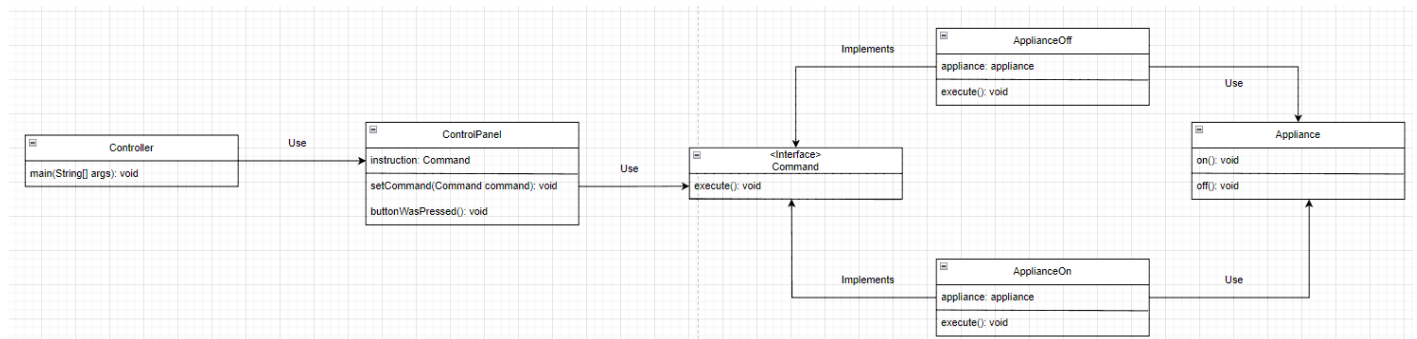 Controller
main(String[] args): void
Use
ControlPanel
instruction: Command
setCommand(Command command): void
buttonWasPressed(): void
Use
<Interface>
Command
execute(): void
Implements
ApplianceOff
appliance: appliance
execute(): void
Use
Implements
ApplianceOn
appliance: appliance
execute(): void
Use
Appliance
on(): void
off(): void